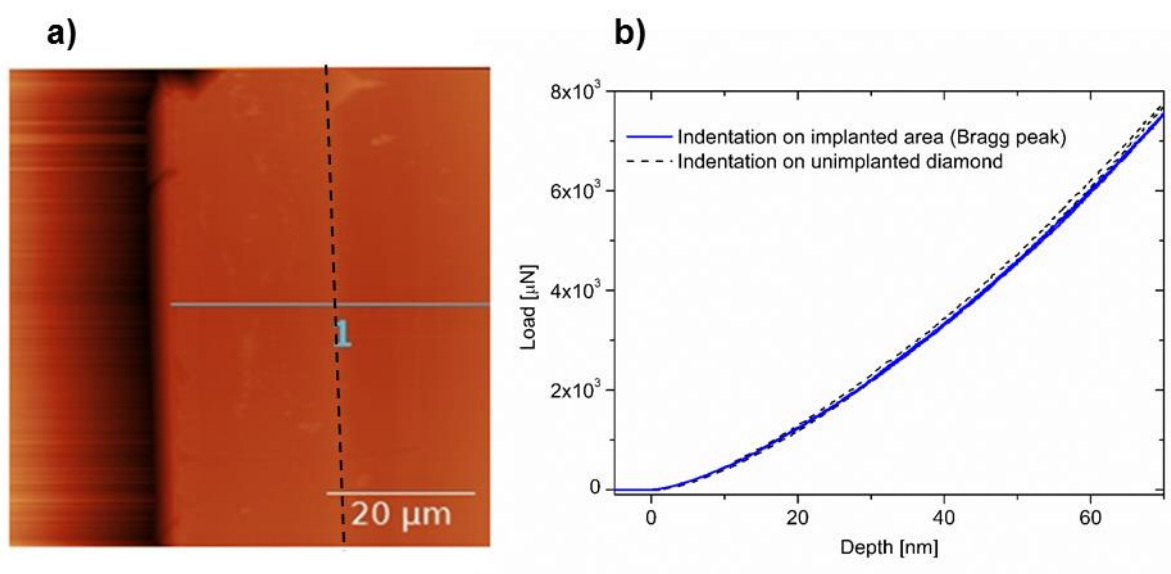 a)
1
20 μm
b)
8x10³
6x10³
4x10³
2x10³
0
Load [μN]
Indentation on implanted area (Bragg peak)
Indentation on unimplanted diamond
0
20
40
60
Depth [nm]